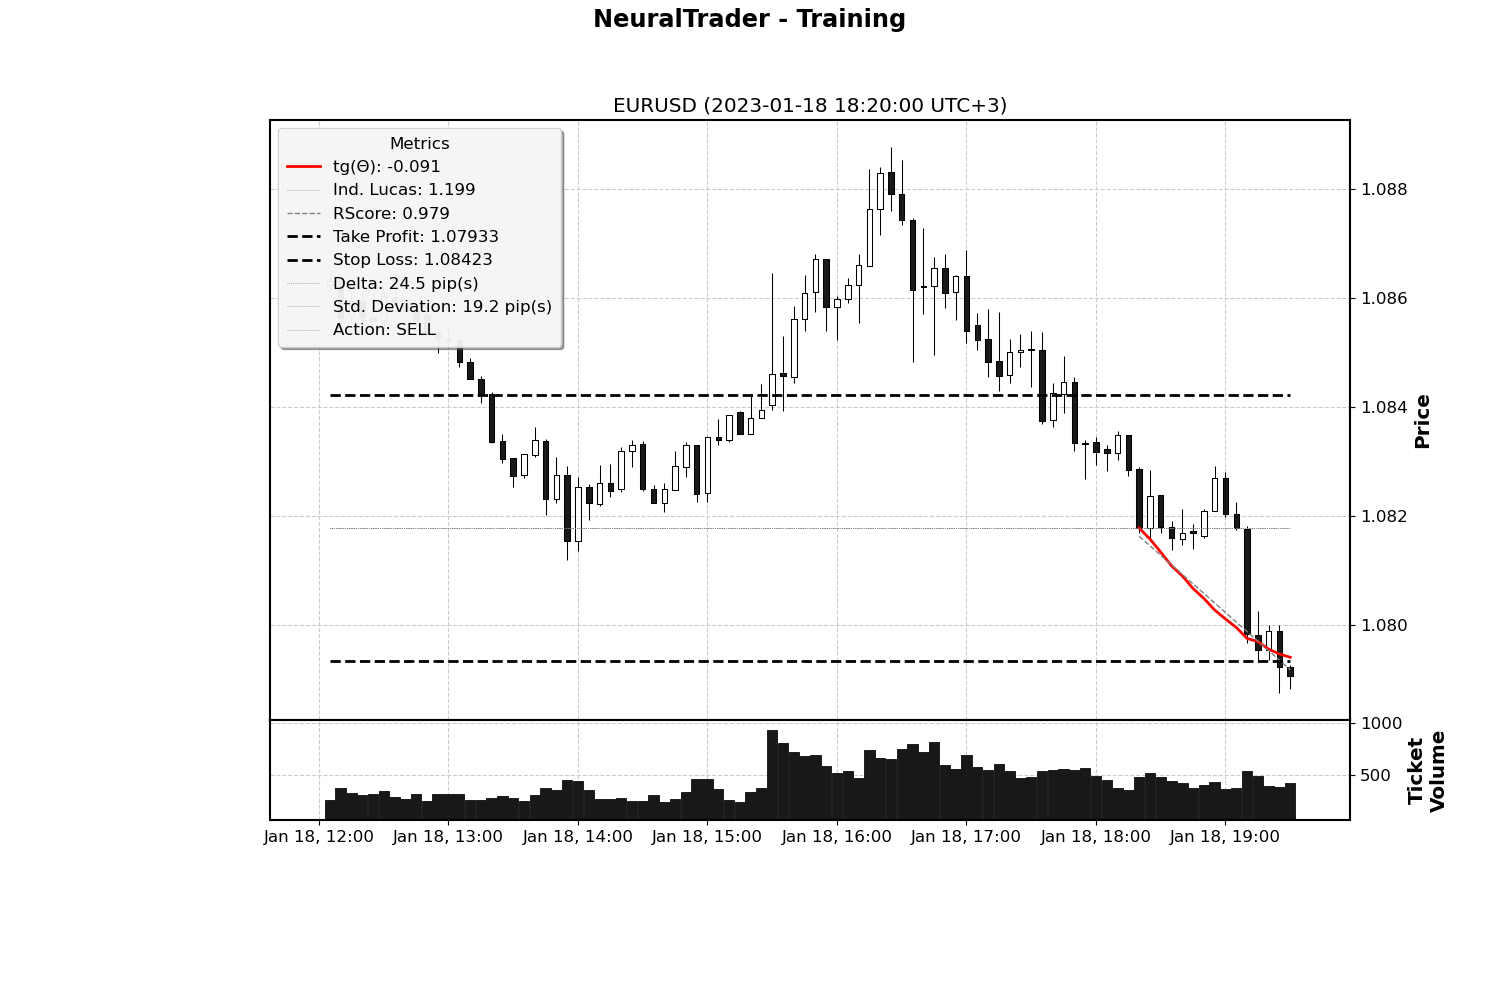 NeuralTrader - Training
EURUSD (2023-01-18 18:20:00 UTC+3)
Metrics
tg(Θ): -0.091
Ind. Lucas: 1.199
RScore: 0.979
Take Profit: 1.07933
Stop Loss: 1.08423
Delta: 24.5 pip(s)
Std. Deviation: 19.2 pip(s)
Action: SELL
1.088
1.086
1.084
1.082
1.080
Price
1000
500
Ticket
Volume
Jan 18, 12:00
Jan 18, 13:00
Jan 18, 14:00
Jan 18, 15:00
Jan 18, 16:00
Jan 18, 17:00
Jan 18, 18:00
Jan 18, 19:00